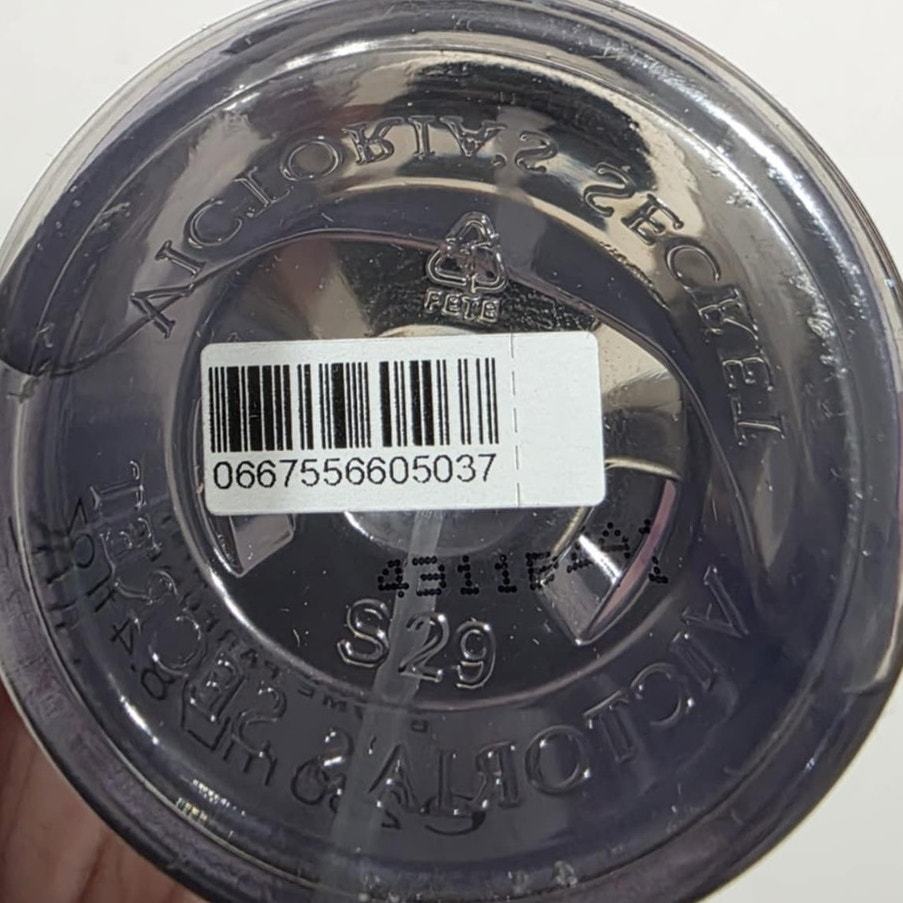 VICTORIA'S SECRET
PETE
0667556605037
S29
VICTORIA'S SECRET